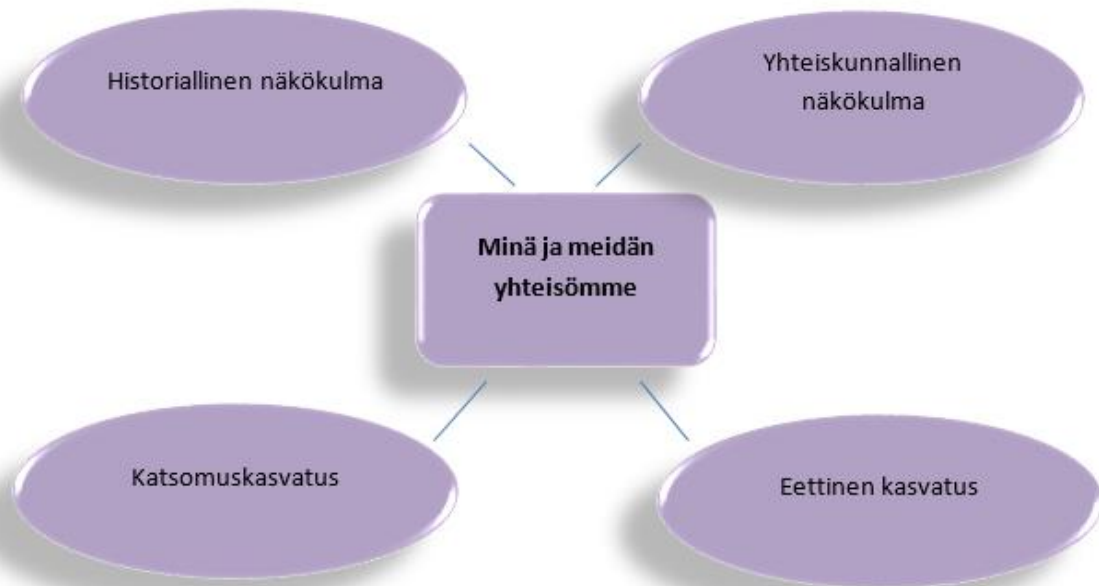 Historiallinen näkökulma
Yhteiskunnallinen
näkökulma
Minä ja meidän
yhteisömme
Katsomuskasvatus
Eettinen kasvatus